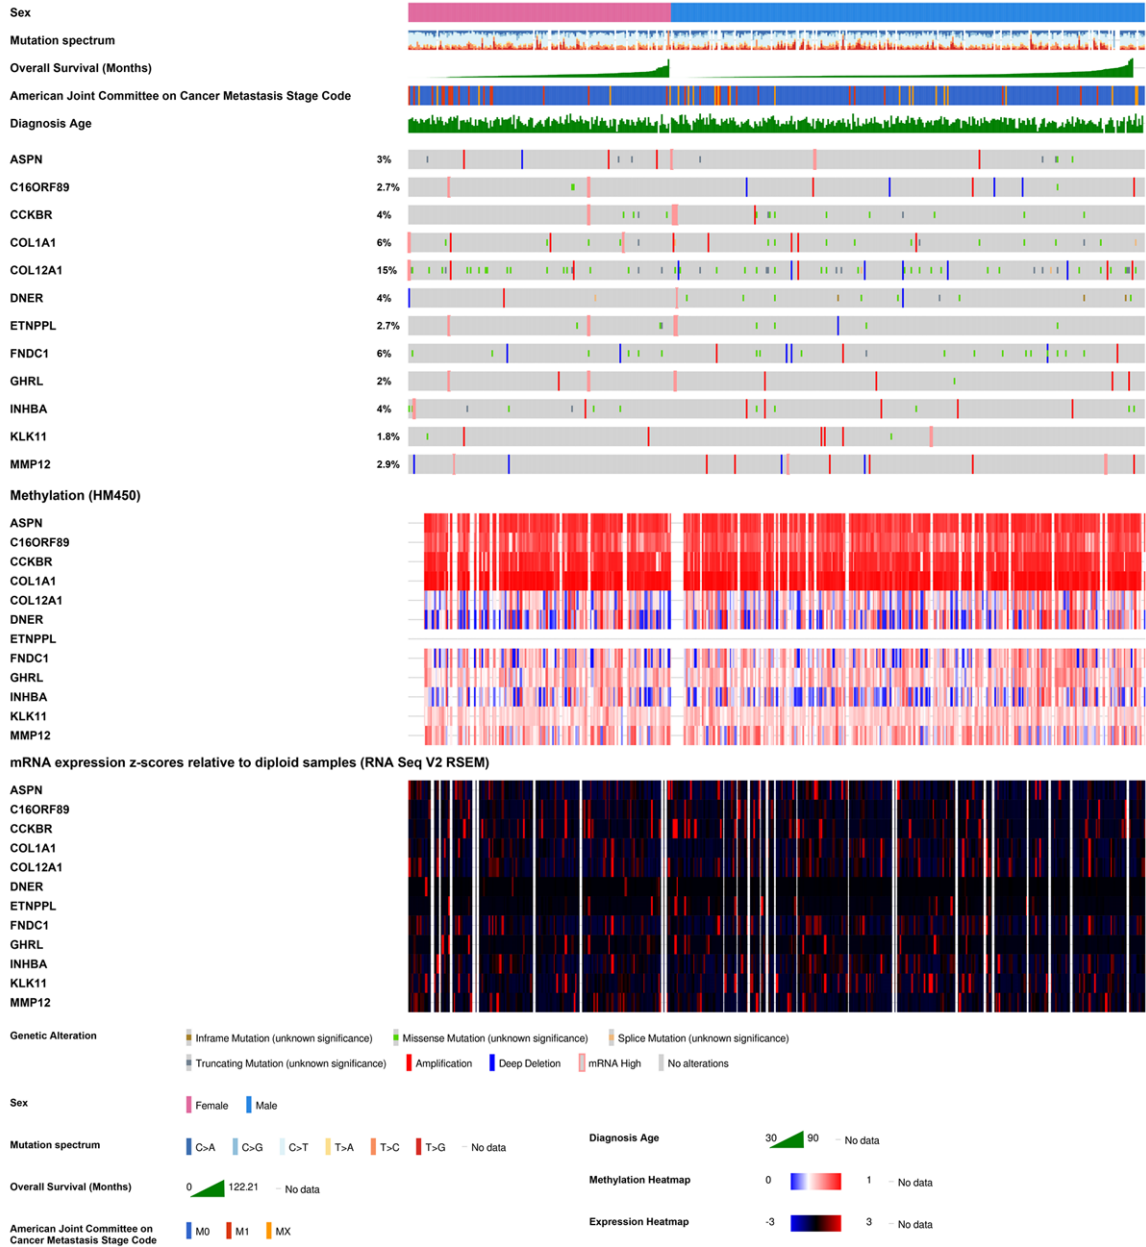 Sex
Mutation spectrum
Overall Survival (Months)
American Joint Committee on Cancer Metastasis Stage Code
Diagnosis Age
ASPN 3%
C16ORF89 2.7%
CCKBR 4%
COL1A1 6%
COL12A1 15%
DNER 4%
ETNPPL 2.7%
FNDC1 6%
GHRL 2%
INHBA 4%
KLK11 1.8%
MMP12 2.9%
Methylation (HM450)
ASPN
C16ORF89
CCKBR
COL1A1
COL12A1
DNER
ETNPPL
FNDC1
GHRL
INHBA
KLK11
MMP12
mRNA expression z-scores relative to diploid samples (RNA Seq V2 RSEM)
ASPN
C16ORF89
CCKBR
COL1A1
COL12A1
DNER
ETNPPL
FNDC1
GHRL
INHBA
KLK11
MMP12
Genetic Alteration Inframe Mutation (unknown significance) Missense Mutation (unknown significance) Splice Mutation (unknown significance)
Truncating Mutation (unknown significance) Amplification Deep Deletion mRNA High No alterations
Sex Female Male
Mutation spectrum C>A C>G C>T T>A T>C T>G No data
Overall Survival (Months) 0 122.21 No data
American Joint Committee on
Cancer Metastasis Stage Code M0 M1 MX
Diagnosis Age 30 90 No data
Methylation Heatmap 0 1 No data
Expression Heatmap -3 3 No data